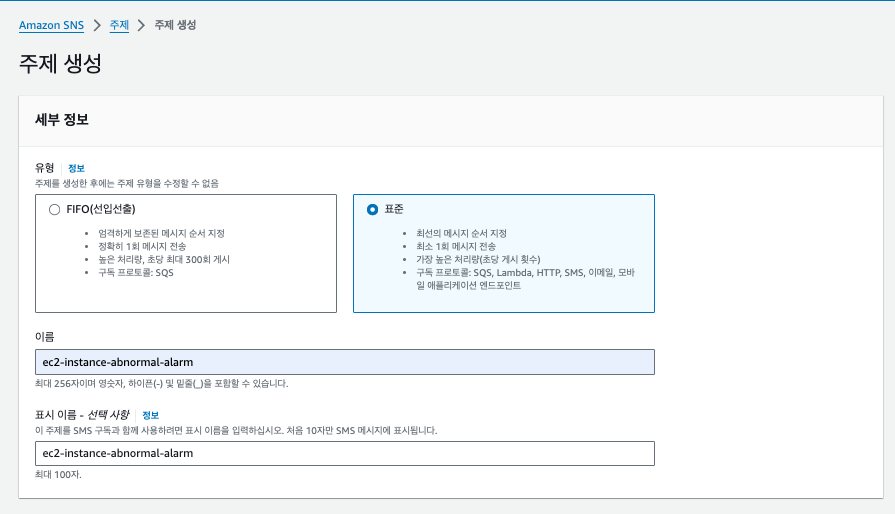 Amazon SNS > 주제 > 주제 생성
주제 생성
세부 정보
유형 정보
주제를 생성한 후에는 주제 유형을 수정할 수 없음
FIFO(선입선출)
• 엄격하게 보존된 메시지 순서 지정
• 정확히 1회 메시지 전송
• 높은 처리량, 초당 최대 300회 게시
• 구독 프로토콜: SQS
표준
• 최선의 메시지 순서 지정
• 최소 1회 메시지 전송
• 가장 높은 처리량(초당 게시 횟수)
• 구독 프로토콜: SQS, Lambda, HTTP, SMS, 이메일, 모바
일 애플리케이션 엔드포인트
이름
ec2-instance-abnormal-alarm
최대 256자이며 영숫자, 하이픈(-) 및 밑줄(_)을 포함할 수 있습니다.
표시 이름 - 선택 사항 정보
이 주제를 SMS 구독과 함께 사용하려면 표시 이름을 입력하십시오. 처음 10자만 SMS 메시지에 표시됩니다.
ec2-instance-abnormal-alarm
최대 100자.